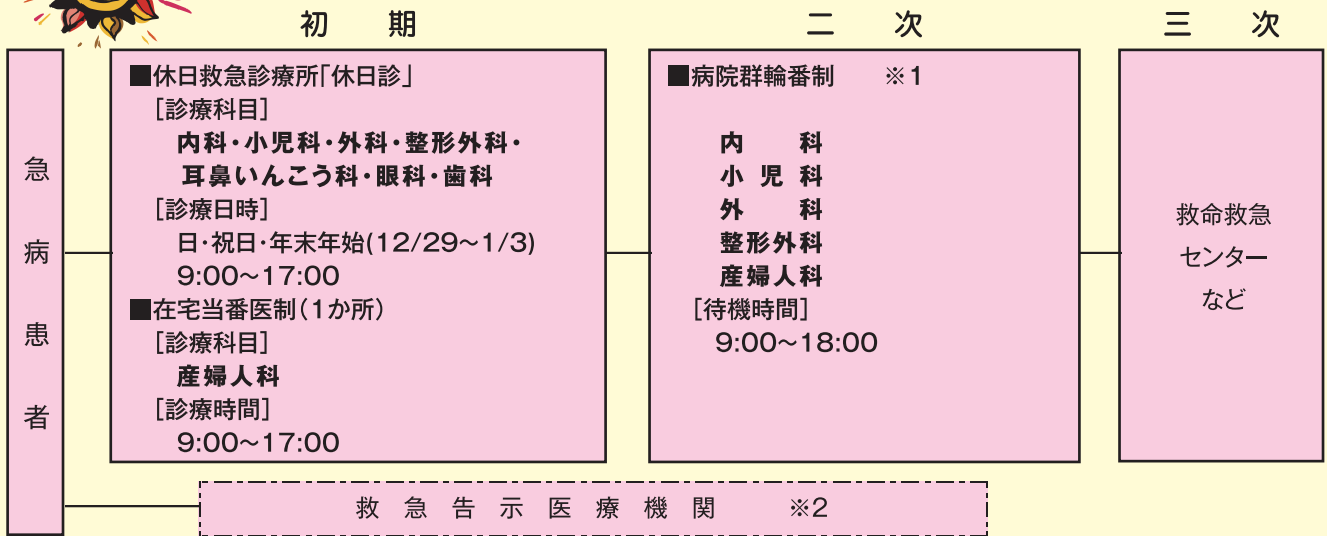 初期
二次
三次
急病患者
■休日救急診療所「休日診」
［診療科目］
内科・小児科・外科・整形外科・
耳鼻いんこう科・眼科・歯科
［診療日時］
日・祝日・年末年始(12/29～1/3)
9:00～17:00
■在宅当番医制（1か所）
［診療科目］
産婦人科
［診療時間］
9:00～17:00
■病院群輪番制　※1
内科
小児科
外科
整形外科
産婦人科
［待機時間］
9:00～18:00
救命救急
センター
など
救急告示医療機関　※2